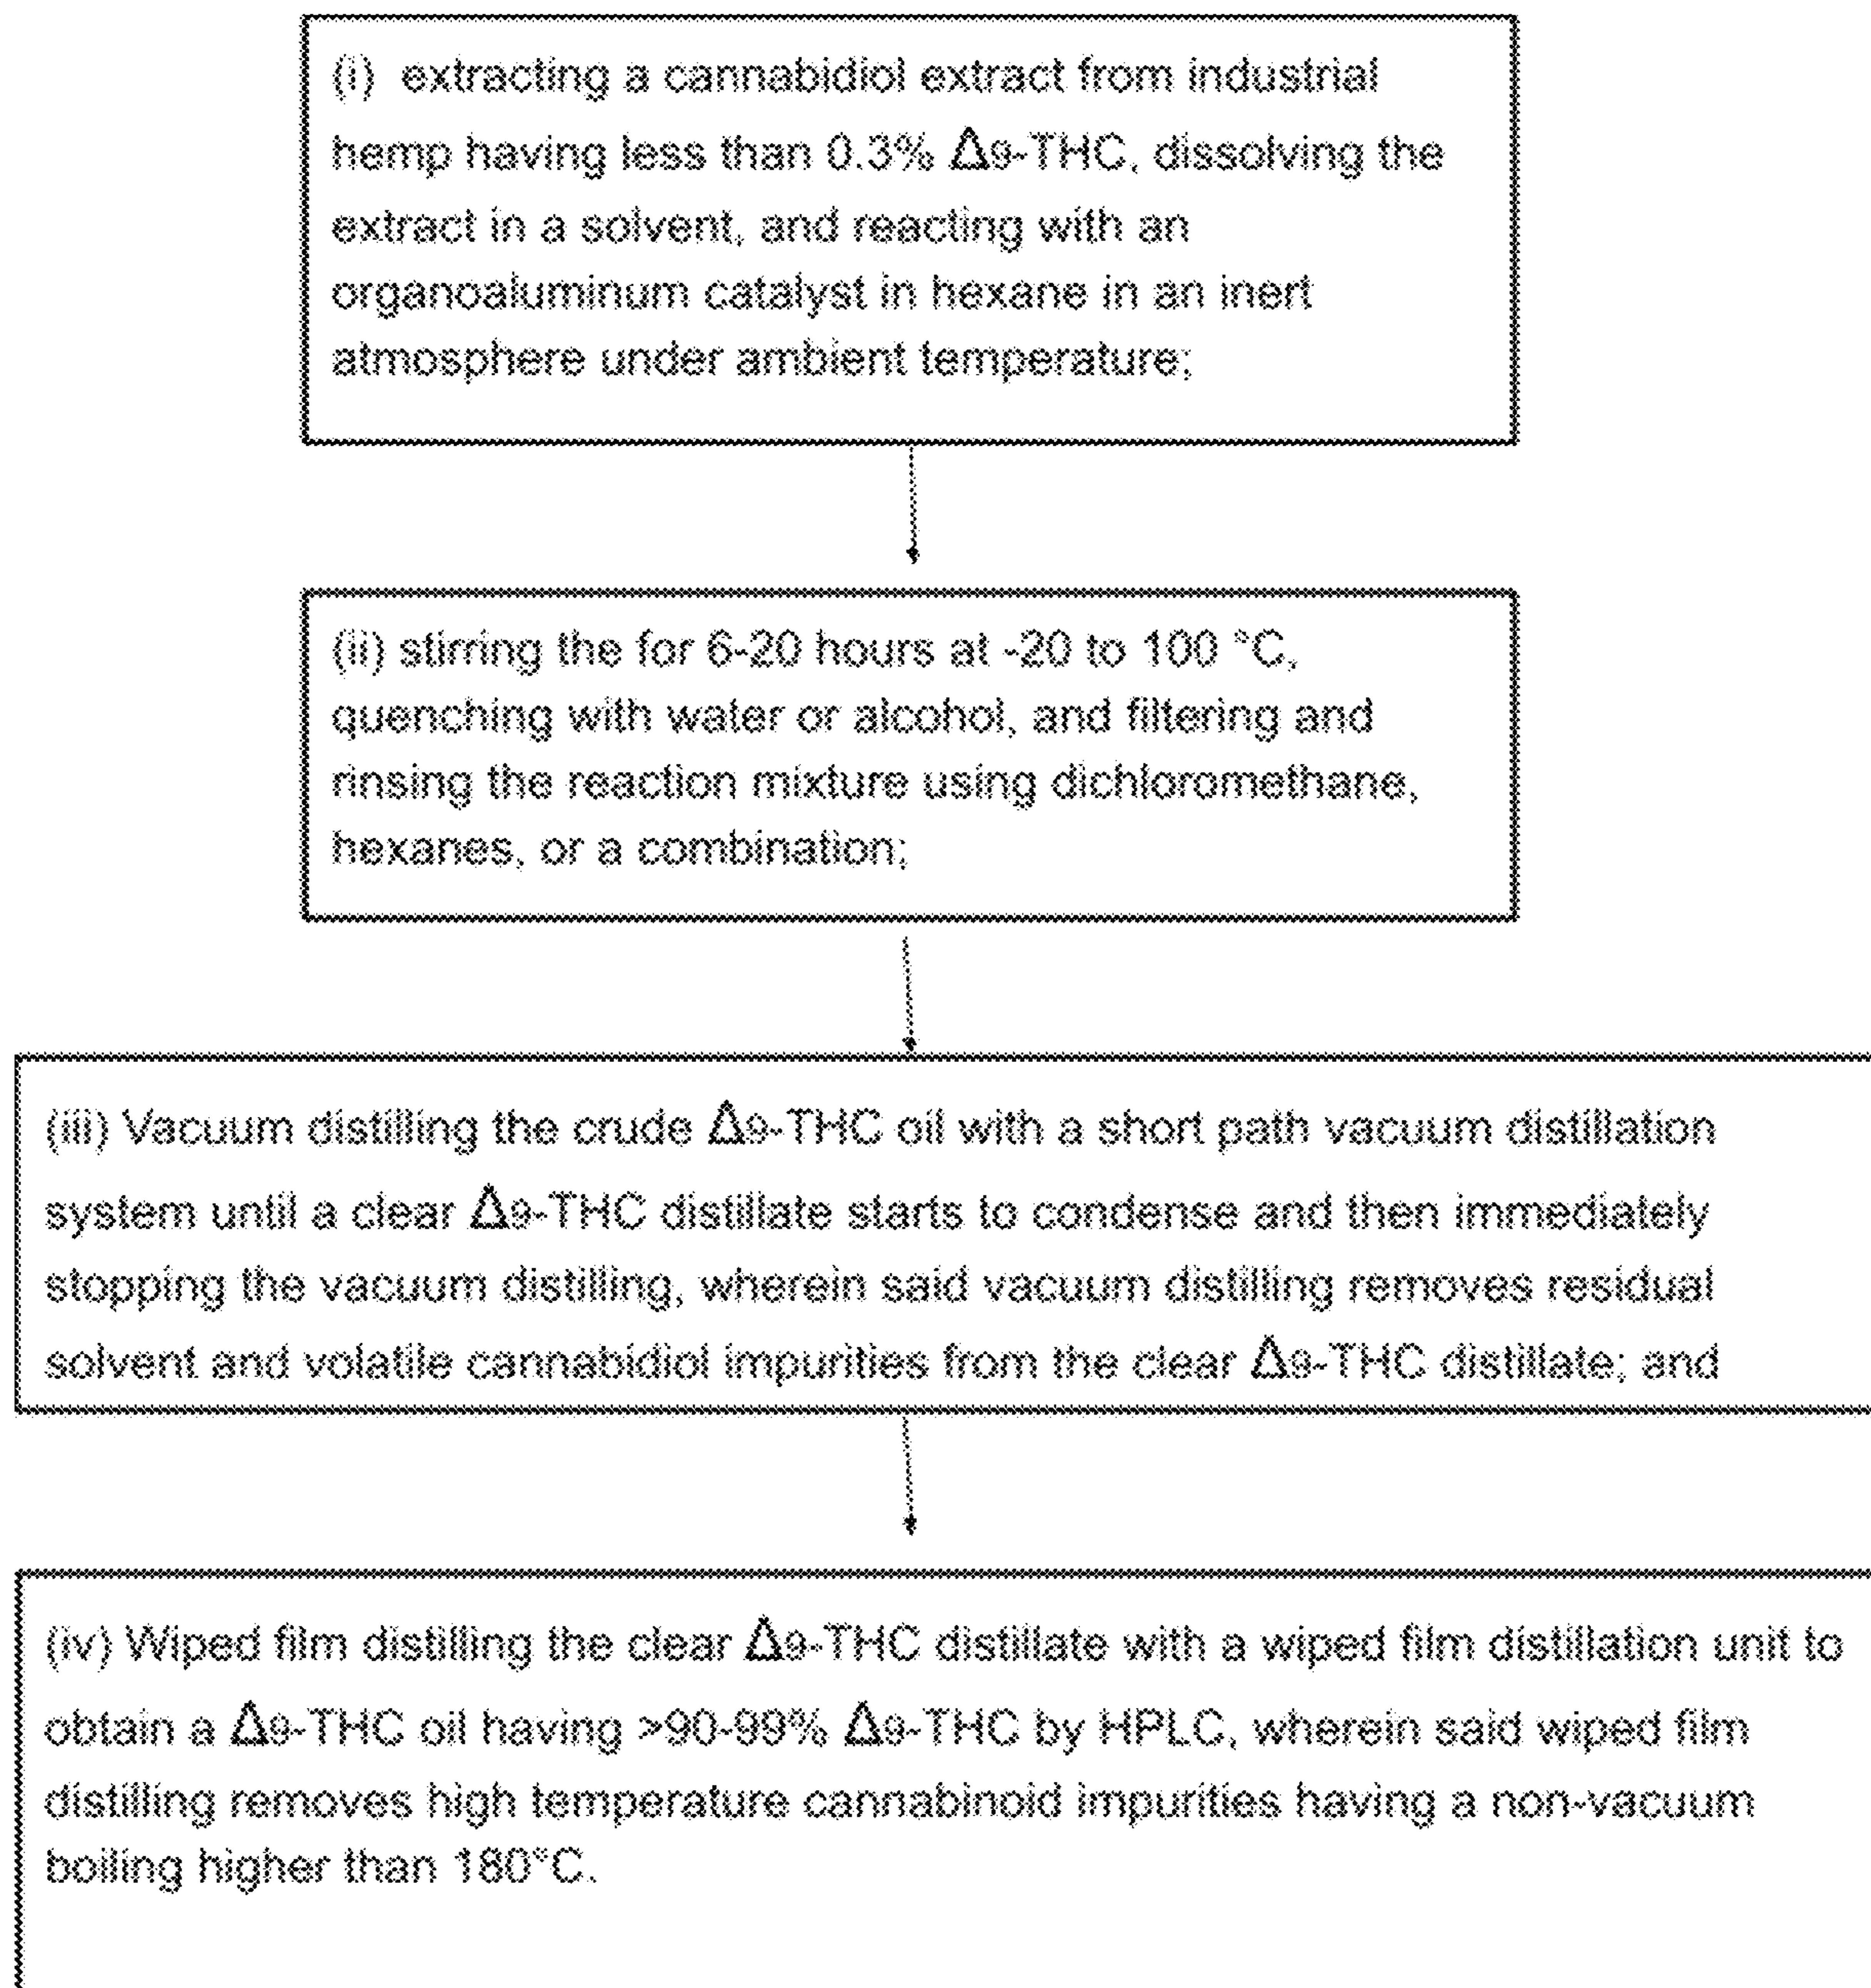 (i) extracting a cannabidiol extract from industrial
hemp having less than 0.3% Δ9-THC, dissolving the
extract in a solvent, and reacting with an
organoaluminum catalyst in hexane in an inert
atmosphere under ambient temperature;
(ii) stirring the for 6-20 hours at -20 to 100 °C,
quenching with water or alcohol, and filtering and
rinsing the reaction mixture using dichloromethane,
hexanes, or a combination;
(iii) Vacuum distilling the crude Δ9-THC oil with a short path vacuum distillation
system until a clear Δ9-THC distillate starts to condense and then immediately
stopping the vacuum distilling, wherein said vacuum distilling removes residual
solvent and volatile cannabidiol impurities from the clear Δ9-THC distillate; and
(iv) Wiped film distilling the clear Δ9-THC distillate with a wiped film distillation unit to
obtain a Δ9-THC oil having >90-99% Δ9-THC by HPLC, wherein said wiped film
distilling removes high temperature cannabinoid impurities having a non-vacuum
boiling higher than 180°C.